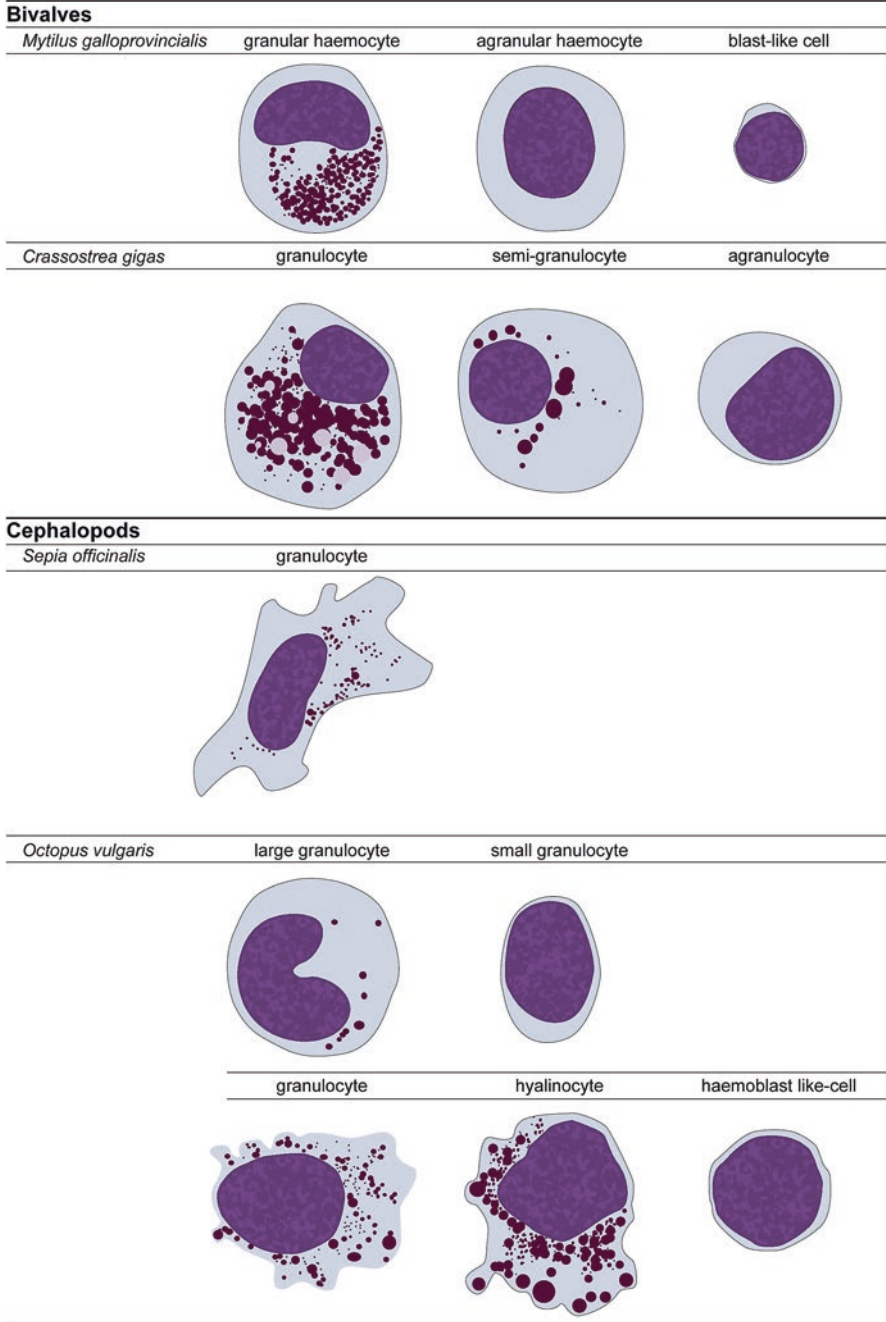 Bivalves
Mytilus galloprovincialis granular haemocyte agranular haemocyte blast-like cell
Crassostrea gigas granulocyte semi-granulocyte agranulocyte
Cephalopods
Sepia officinalis granulocyte
Octopus vulgaris large granulocyte small granulocyte
granulocyte hyalinocyte haemoblast like-cell